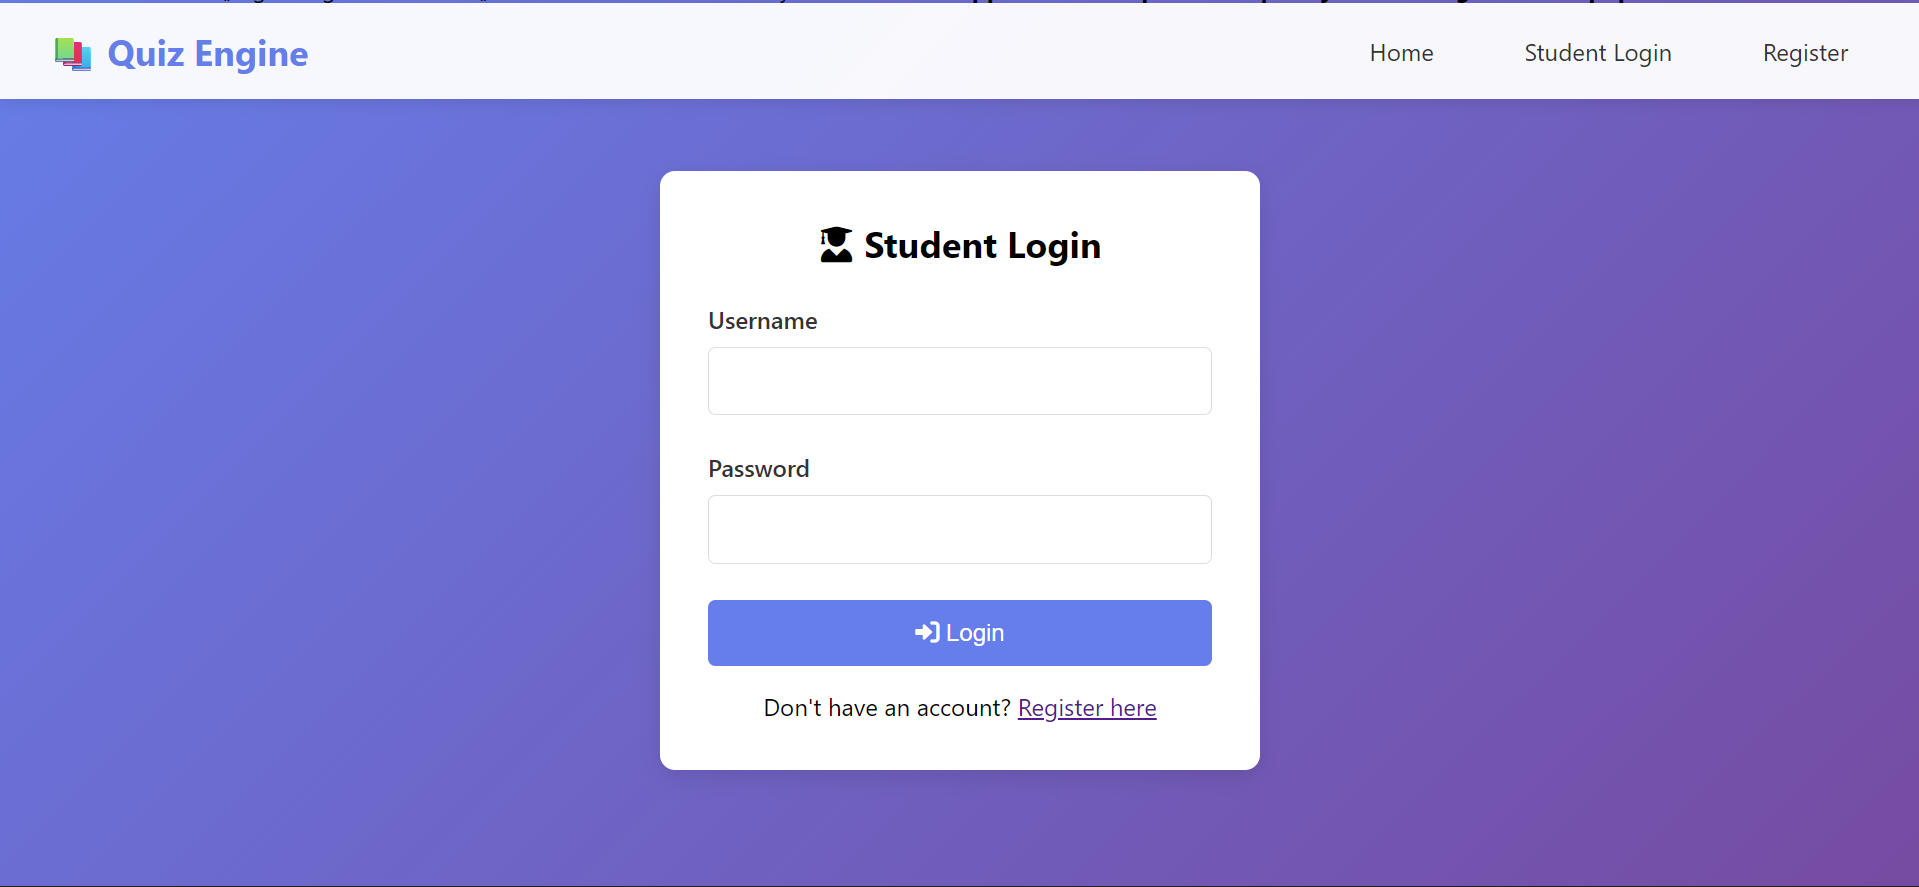 Quiz Engine
Home
Student Login
Register
Student Login
Username
Password
Login
Don't have an account? Register here